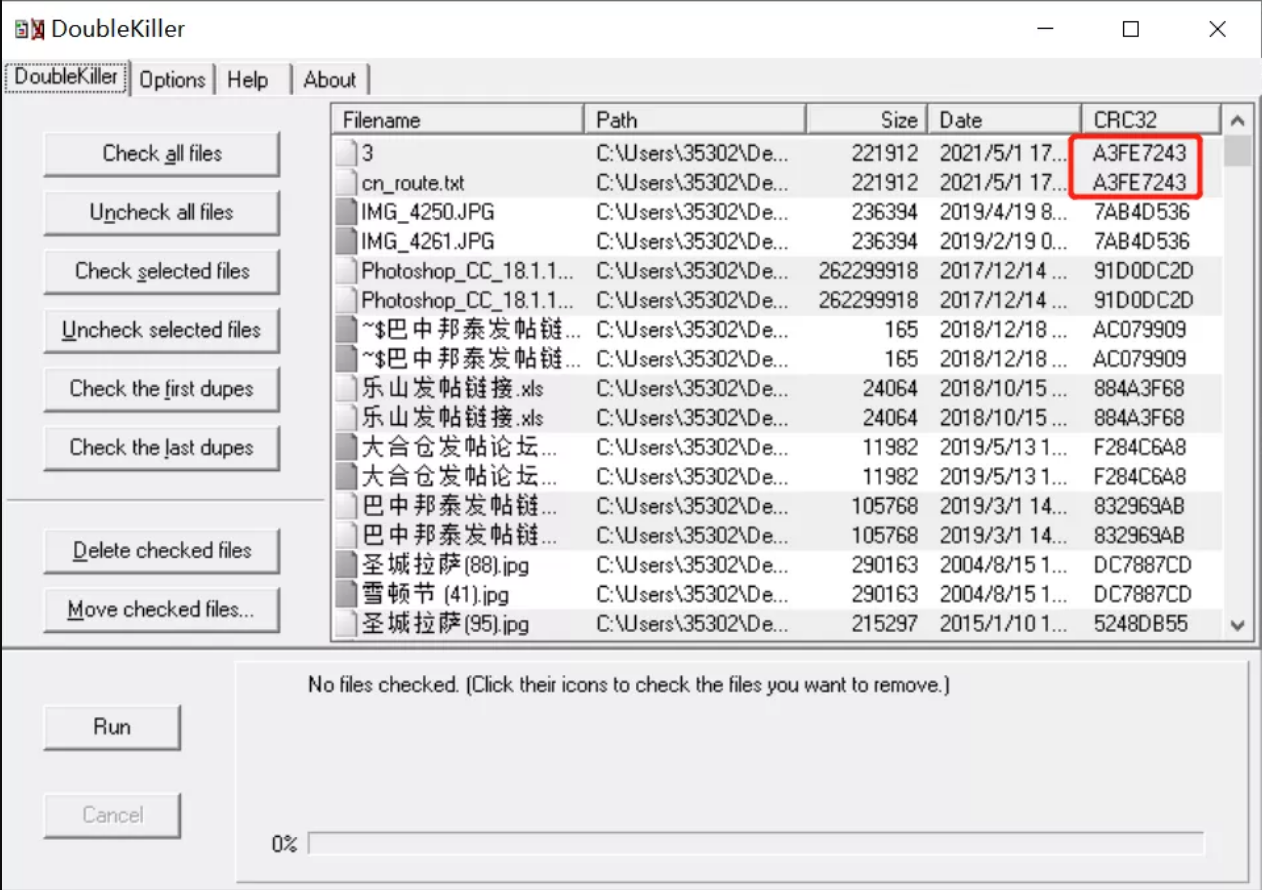 DoubleKiller
DoubleKiller Options Help About
Check all files
Uncheck all files
Check selected files
Uncheck selected files
Check the first dupes
Check the last dupes
Delete checked files
Move checked files...
Filename Path Size Date CRC32
3 C:\Users\35302\De... 221912 2021/5/1 17... A3FE7243
cn_route.txt C:\Users\35302\De... 221912 2021/5/1 17... A3FE7243
IMG_4250.JPG C:\Users\35302\De... 236394 2019/4/19 8... 7AB4D536
IMG_4261.JPG C:\Users\35302\De... 236394 2019/2/19 0... 7AB4D536
Photoshop_CC_18.1.1... C:\Users\35302\De... 262299918 2017/12/14 ... 91D0DC2D
Photoshop_CC_18.1.1... C:\Users\35302\De... 262299918 2017/12/14 ... 91D0DC2D
~$巴中邦泰发帖链... C:\Users\35302\De... 165 2018/12/18 ... AC079909
~$巴中邦泰发帖链... C:\Users\35302\De... 165 2018/12/18 ... AC079909
乐山发帖链接.xls C:\Users\35302\De... 24064 2018/10/15 ... 884A3F68
乐山发帖链接.xls C:\Users\35302\De... 24064 2018/10/15 ... 884A3F68
大合仓发帖论坛... C:\Users\35302\De... 11982 2019/5/13 1... F284C6A8
大合仓发帖论坛... C:\Users\35302\De... 11982 2019/5/13 1... F284C6A8
巴中邦泰发帖链... C:\Users\35302\De... 105768 2019/3/1 14... 832969AB
巴中邦泰发帖链... C:\Users\35302\De... 105768 2019/3/1 14... 832969AB
圣城拉萨(88).jpg C:\Users\35302\De... 290163 2004/8/15 1... DC7887CD
雪顿节 (41).jpg C:\Users\35302\De... 290163 2004/8/15 1... DC7887CD
圣城拉萨(95).jpg C:\Users\35302\De... 215297 2015/1/10 1... 5248DB55
No files checked. (Click their icons to check the files you want to remove.)
Run
Cancel
0%